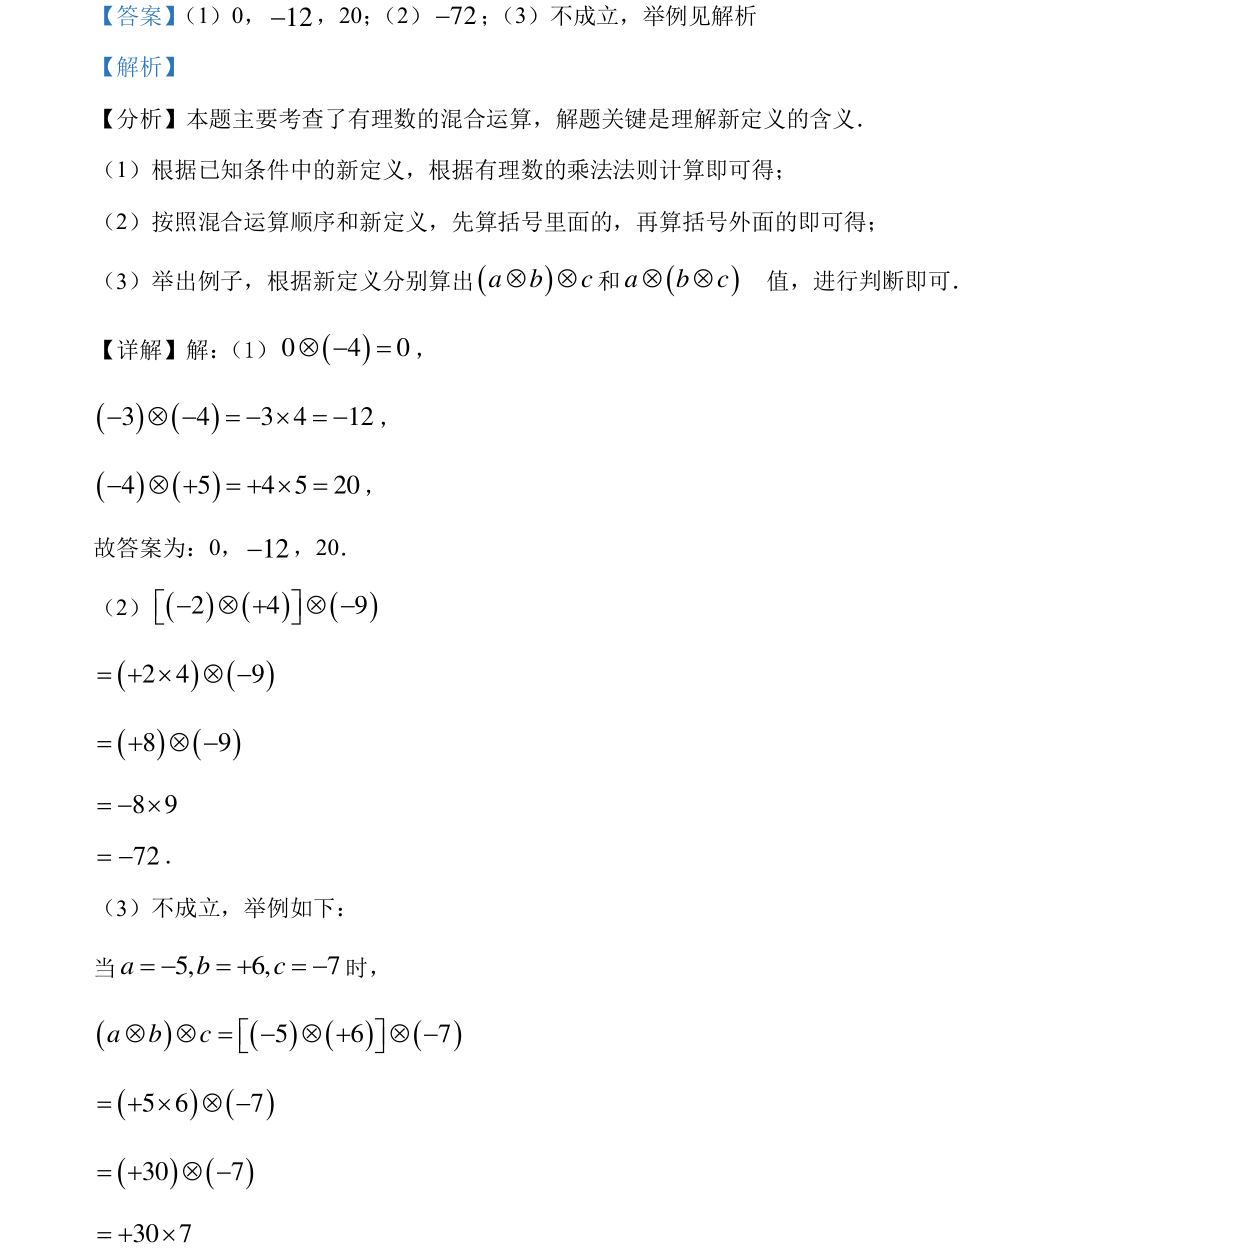 【答案】（1）0，−12，20；（2）−72；（3）不成立，举例见解析
【解析】
【分析】本题主要考查了有理数的混合运算，解题关键是理解新定义的含义．
（1）根据已知条件中的新定义，根据有理数的乘法法则计算即可得；
（2）按照混合运算顺序和新定义，先算括号里面的，再算括号外面的即可得；
（3）举出例子，根据新定义分别算出(a⊗b)⊗c和a⊗(b⊗c) 值，进行判断即可．
【详解】解：（1）0⊗(−4)=0，
(−3)⊗(−4)=−3×4=−12，
(−4)⊗(+5)=+4×5=20，
故答案为：0，−12，20．
（2）[(−2)⊗(+4)]⊗(−9)
=(+2×4)⊗(−9)
=(+8)⊗(−9)
=−8×9
=−72．
（3）不成立，举例如下：
当a=−5,b=+6,c=−7时，
(a⊗b)⊗c=[(−5)⊗(+6)]⊗(−7)
=(+5×6)⊗(−7)
=(+30)⊗(−7)
=+30×7